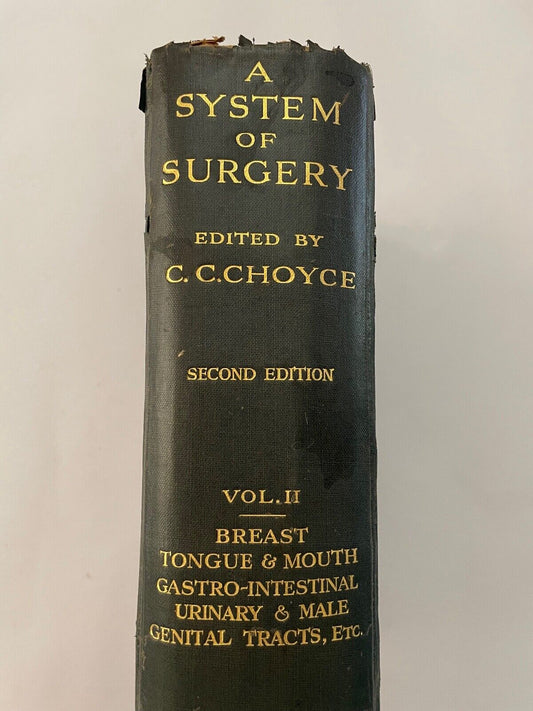 A
SYSTEM
OF
SURGERY
EDITED BY
C. C. CHOYCE
SECOND EDITION
VOL. II
BREAST
TONGUE & MOUTH
GASTRO-INTESTINAL
URINARY & MALE
GENITAL TRACTS, ETC.